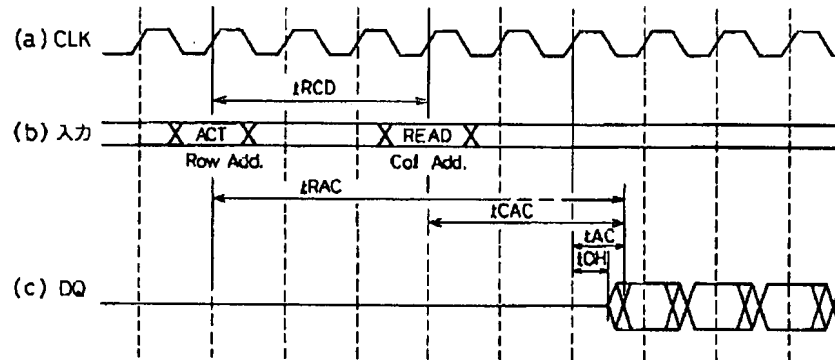 (a) CLK
tRCD
(b) 入力
ACT
READ
Row Add.
Col Add.
tRAC
tCAC
tAC
tOH
(c) DQ